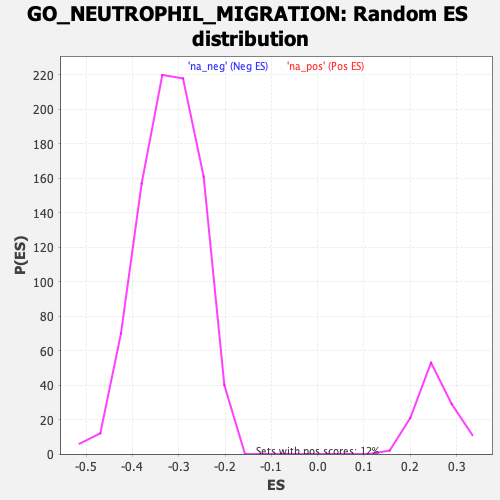 GO_NEUTROPHIL_MIGRATION: Random ES
distribution
'na_neg' (Neg ES) 'na_pos' (Pos ES)
220
200
180
160
140
120
100
80
60
40
20
0
P(ES)
Sets with pos scores: 12%
-0.5 -0.4 -0.3 -0.2 -0.1 0.0 0.1 0.2 0.3
ES